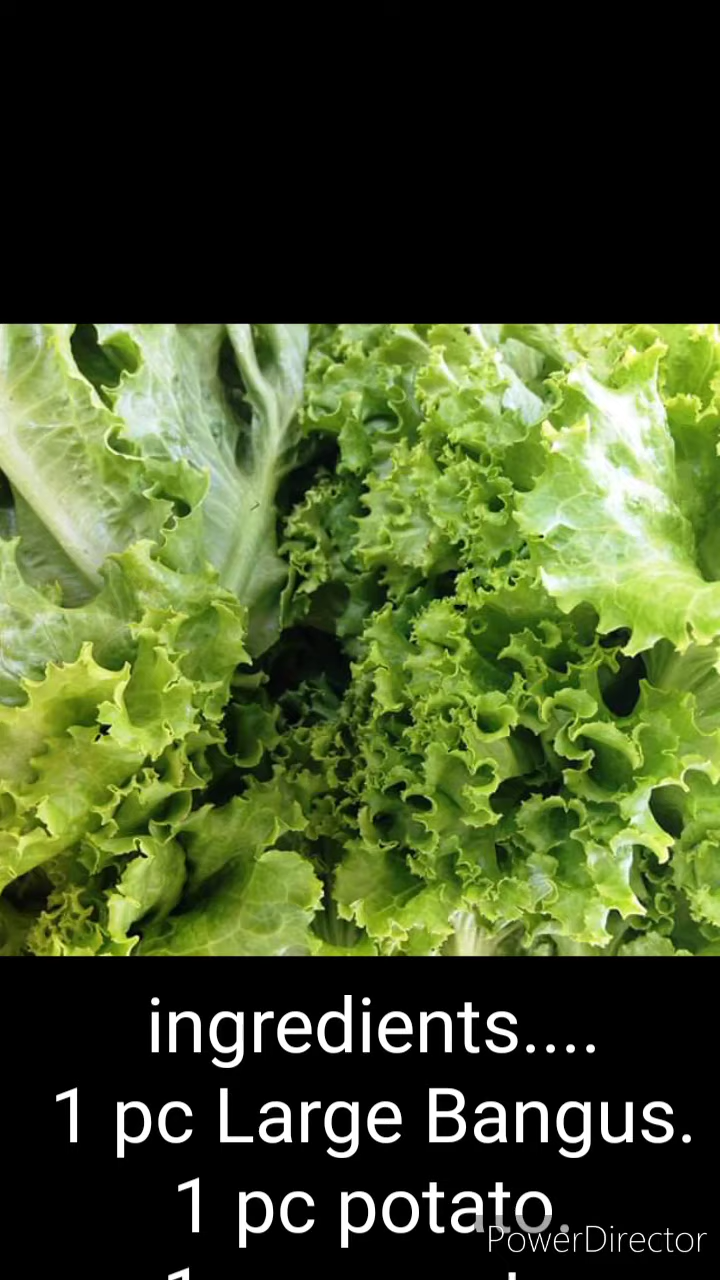 ingredients....
1 pc Large Bangus.
1 pc potato.
PowerDirector